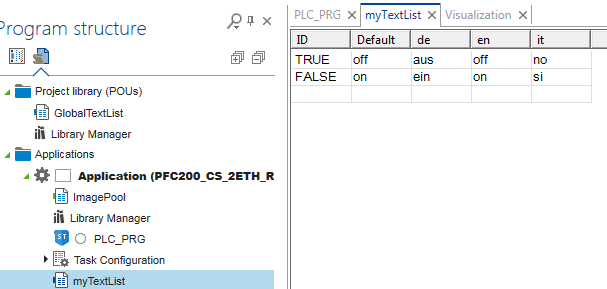 Program structure
Project library (POUs)
GlobalTextList
Library Manager
Applications
Application (PFC200_CS_2ETH_R
ImagePool
Library Manager
ST PLC_PRG
Task Configuration
myTextList
PLC_PRG myTextList Visualization
ID Default de en it
TRUE off aus off no
FALSE on ein on si